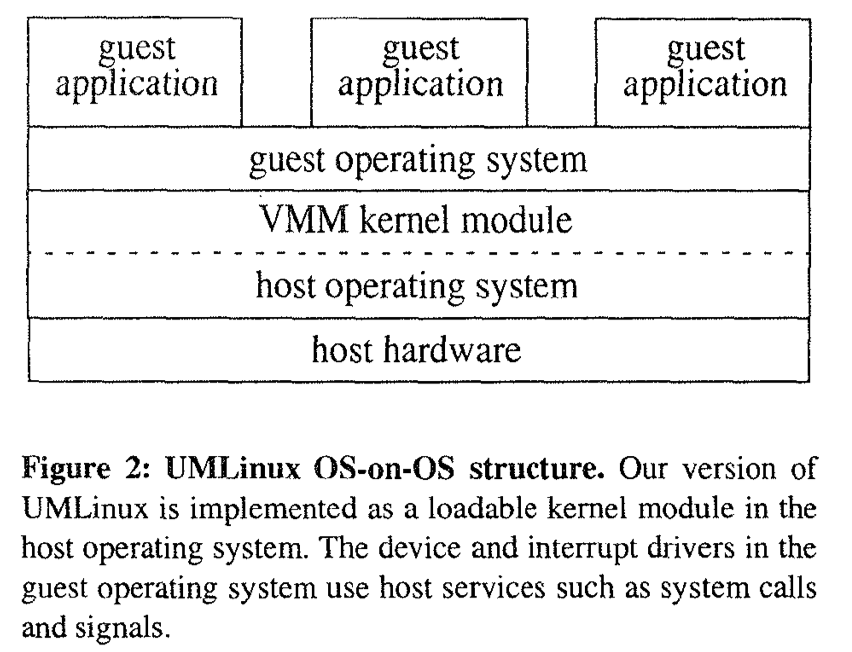 guest guest guest
application application application
guest operating system
VMM kernel module
host operating system
host hardware
Figure 2: UMLinux OS-on-OS structure. Our version of
UMLinux is implemented as a loadable kernel module in the
host operating system. The device and interrupt drivers in the
guest operating system use host services such as system calls
and signals.